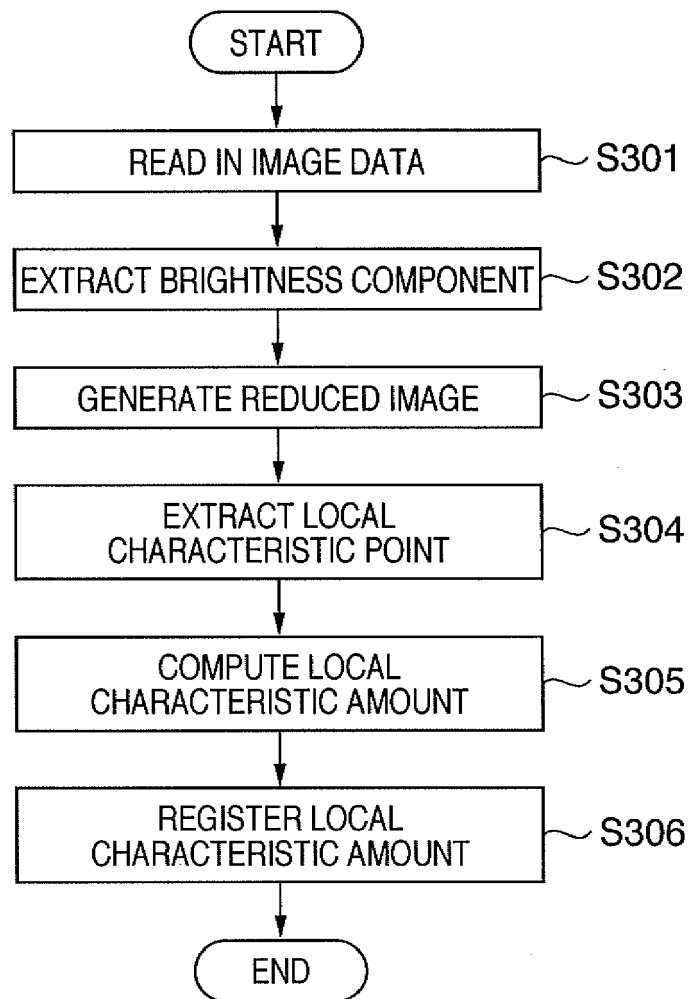 START
READ IN IMAGE DATA
S301
EXTRACT BRIGHTNESS COMPONENT
S302
GENERATE REDUCED IMAGE
S303
EXTRACT LOCAL
CHARACTERISTIC POINT
S304
COMPUTE LOCAL
CHARACTERISTIC AMOUNT
S305
REGISTER LOCAL
CHARACTERISTIC AMOUNT
S306
END